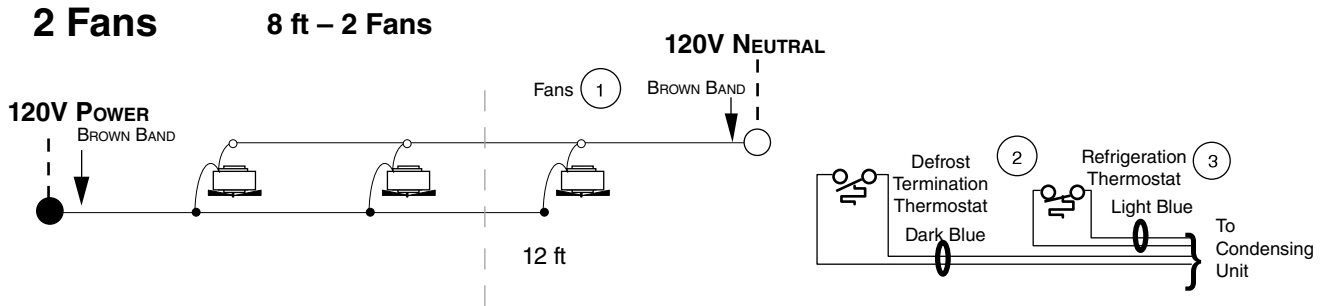 2 Fans
8 ft – 2 Fans
120V NEUTRAL
Fans 1
BROWN BAND
120V POWER
BROWN BAND
12 ft
Defrost
Termination
Thermostat
2
Dark Blue
Refrigeration
Thermostat
3
Light Blue
To
Condensing
Unit